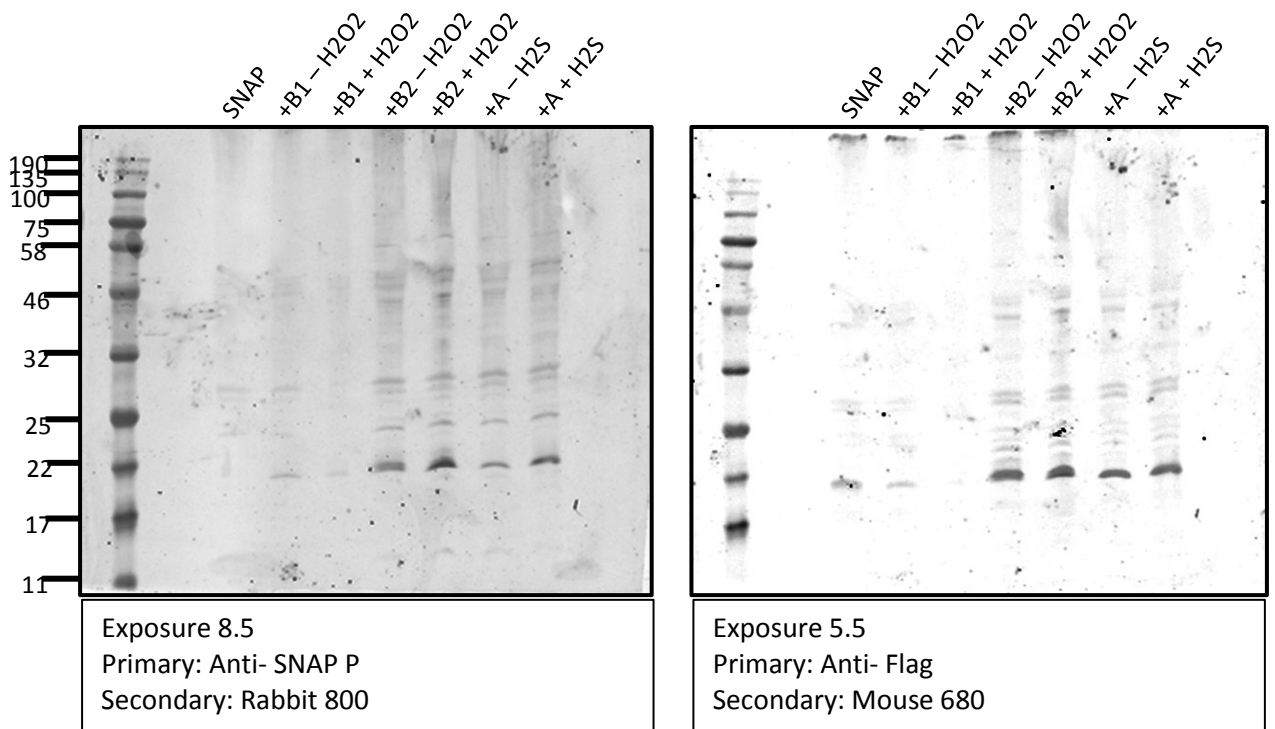 SNAP
+B1 – H2O2
+B1 + H2O2
+B2 – H2O2
+B2 + H2O2
+A – H2S
+A + H2S
190
135
100
75
58
46
32
25
22
17
11
Exposure 8.5
Primary: Anti- SNAP P
Secondary: Rabbit 800
SNAP
+B1 – H2O2
+B1 + H2O2
+B2 – H2O2
+B2 + H2O2
+A – H2S
+A + H2S
Exposure 5.5
Primary: Anti- Flag
Secondary: Mouse 680